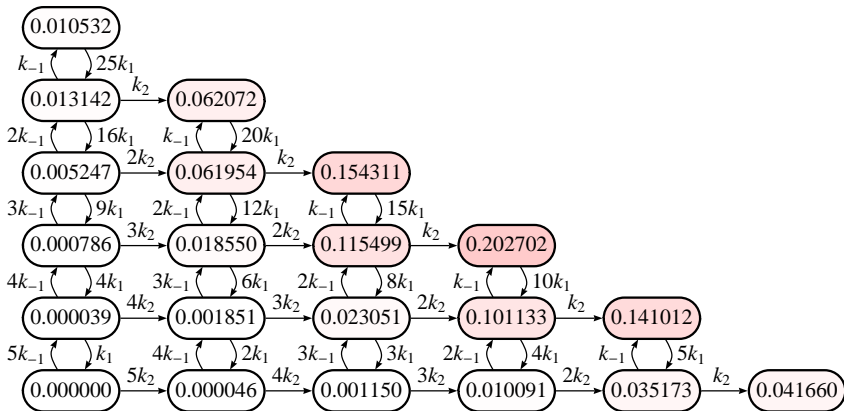 0.010532
k₋₁ 25k₁
0.013142 k₂ 0.062072
2k₋₁ 16k₁ k₋₁ 20k₁
0.005247 2k₂ 0.061954 k₂ 0.154311
3k₋₁ 9k₁ 2k₋₁ 12k₁ k₋₁ 15k₁
0.000786 3k₂ 0.018550 2k₂ 0.115499 k₂ 0.202702
4k₋₁ 4k₁ 3k₋₁ 6k₁ 2k₋₁ 8k₁ k₋₁ 10k₁
0.000039 4k₂ 0.001851 3k₂ 0.023051 2k₂ 0.101133 k₂ 0.141012
5k₋₁ k₁ 4k₋₁ 2k₁ 3k₋₁ 3k₁ 2k₋₁ 4k₁ k₋₁ 5k₁
0.000000 5k₂ 0.000046 4k₂ 0.001150 3k₂ 0.010091 2k₂ 0.035173 k₂ 0.041660